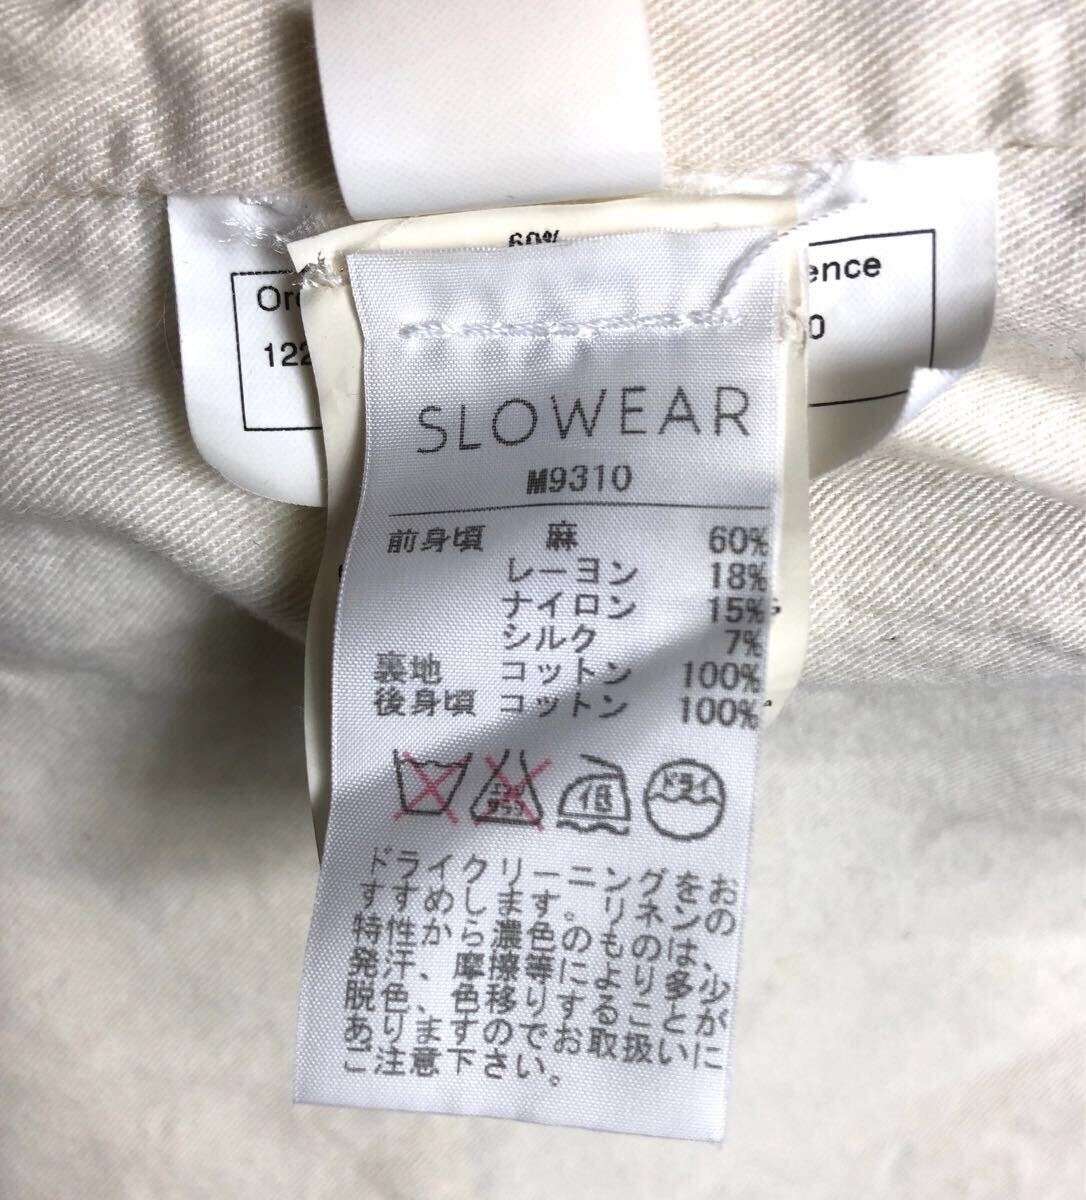 60%
122
ence
0
SLOWEAR
M9310
前身頃 麻 60%
レーヨン 18%
ナイロン 15%
シルク 7%
裏地 コットン 100%
後身頃 コットン 100%
低 ドライ
ドライクリーニングをお
すすめします。リネンの
特性から濃色のものは、
発汗、摩擦等により多少
脱色、色移りすることが
ありますのでお取扱いに
ご注意下さい。